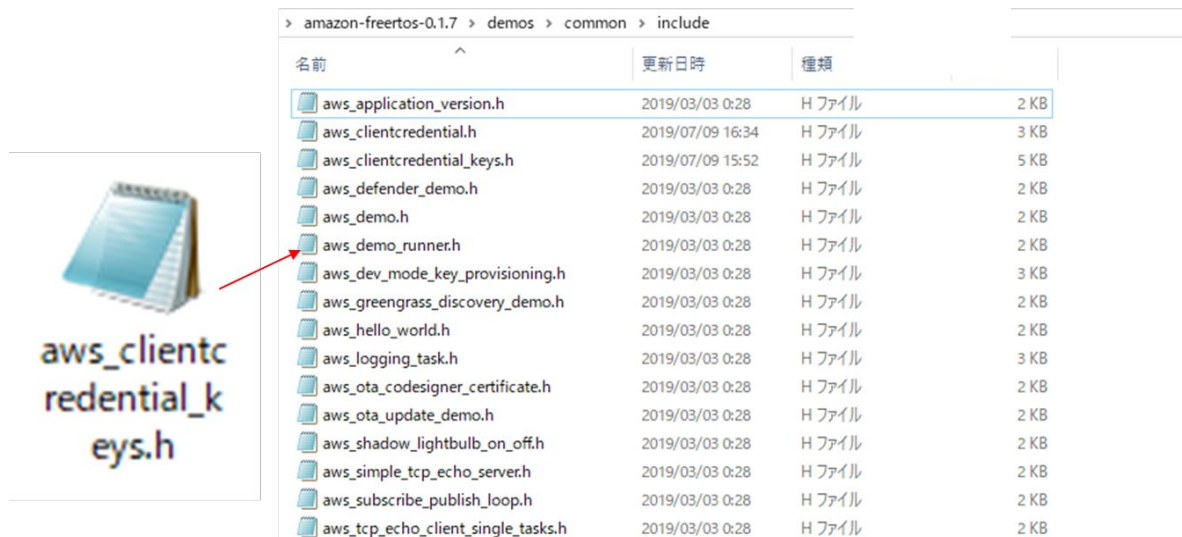 > amazon-freertos-0.1.7 > demos > common > include
名前 更新日時 種類
aws_application_version.h 2019/03/03 0:28 H ファイル 2 KB
aws_clientcredential.h 2019/07/09 16:34 H ファイル 3 KB
aws_clientcredential_keys.h 2019/07/09 15:52 H ファイル 5 KB
aws_defender_demo.h 2019/03/03 0:28 H ファイル 2 KB
aws_demo.h 2019/03/03 0:28 H ファイル 2 KB
aws_demo_runner.h 2019/03/03 0:28 H ファイル 2 KB
aws_dev_mode_key_provisioning.h 2019/03/03 0:28 H ファイル 3 KB
aws_greengrass_discovery_demo.h 2019/03/03 0:28 H ファイル 2 KB
aws_hello_world.h 2019/03/03 0:28 H ファイル 2 KB
aws_logging_task.h 2019/03/03 0:28 H ファイル 3 KB
aws_ota_codesigner_certificate.h 2019/03/03 0:28 H ファイル 2 KB
aws_ota_update_demo.h 2019/03/03 0:28 H ファイル 2 KB
aws_shadow_lightbulb_on_off.h 2019/03/03 0:28 H ファイル 2 KB
aws_simple_tcp_echo_server.h 2019/03/03 0:28 H ファイル 2 KB
aws_subscribe_publish_loop.h 2019/03/03 0:28 H ファイル 2 KB
aws_tcp_echo_client_single_tasks.h 2019/03/03 0:28 H ファイル 2 KB
aws_clientc
redential_k
eys.h